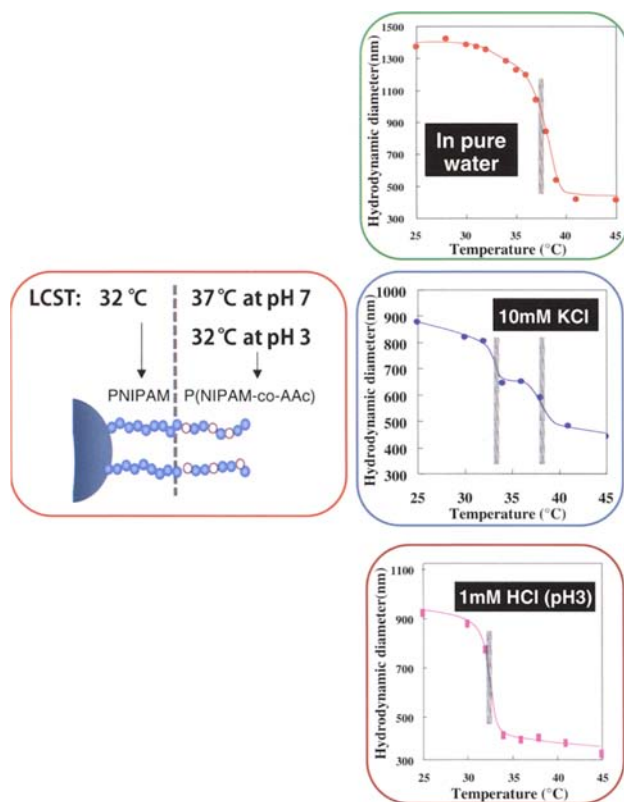 Hydrodynamic diameter(nm)
1500
1300
1100
900
700
500
300
In pure
water
25 30 35 40 45
Temperature (°C)
LCST: 32 °C 37 °C at pH 7
32 °C at pH 3
PNIPAM P(NIPAM-co-AAc)
Hydrodynamic diameter(nm)
1000
900
800
700
600
500
400
300
10mM KCl
25 30 35 40 45
Temperature (°C)
Hydrodynamic diameter(nm)
1100
900
700
500
300
1mM HCl (pH3)
25 30 35 40 45
Temperature (°C)